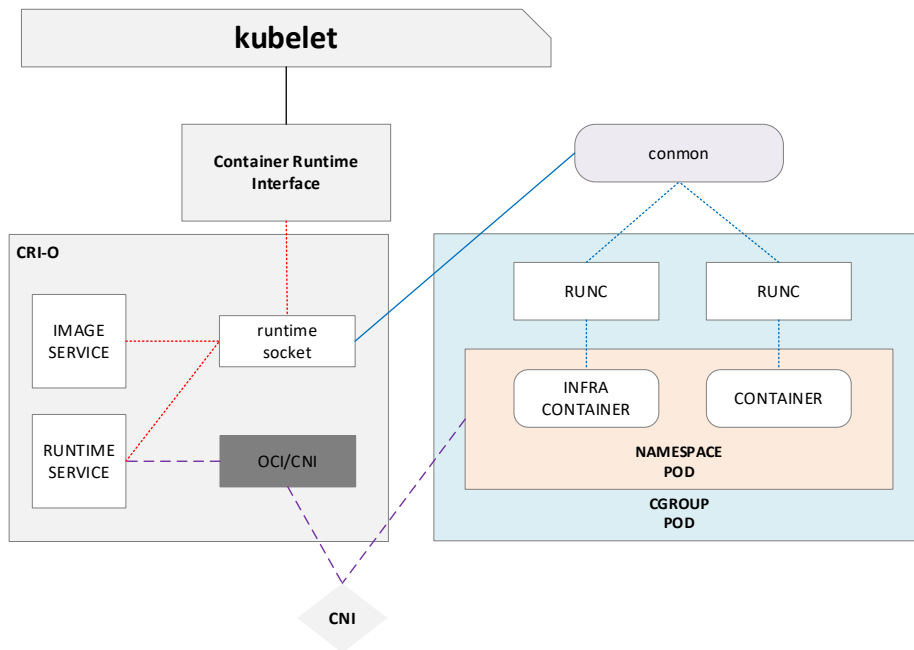 kubelet
Container Runtime
Interface
conmon
CRI-O
RUNC
RUNC
IMAGE
SERVICE
runtime
socket
INFRA
CONTAINER
CONTAINER
RUNTIME
SERVICE
OCI/CNI
NAMESPACE
POD
CGROUP
POD
CNI